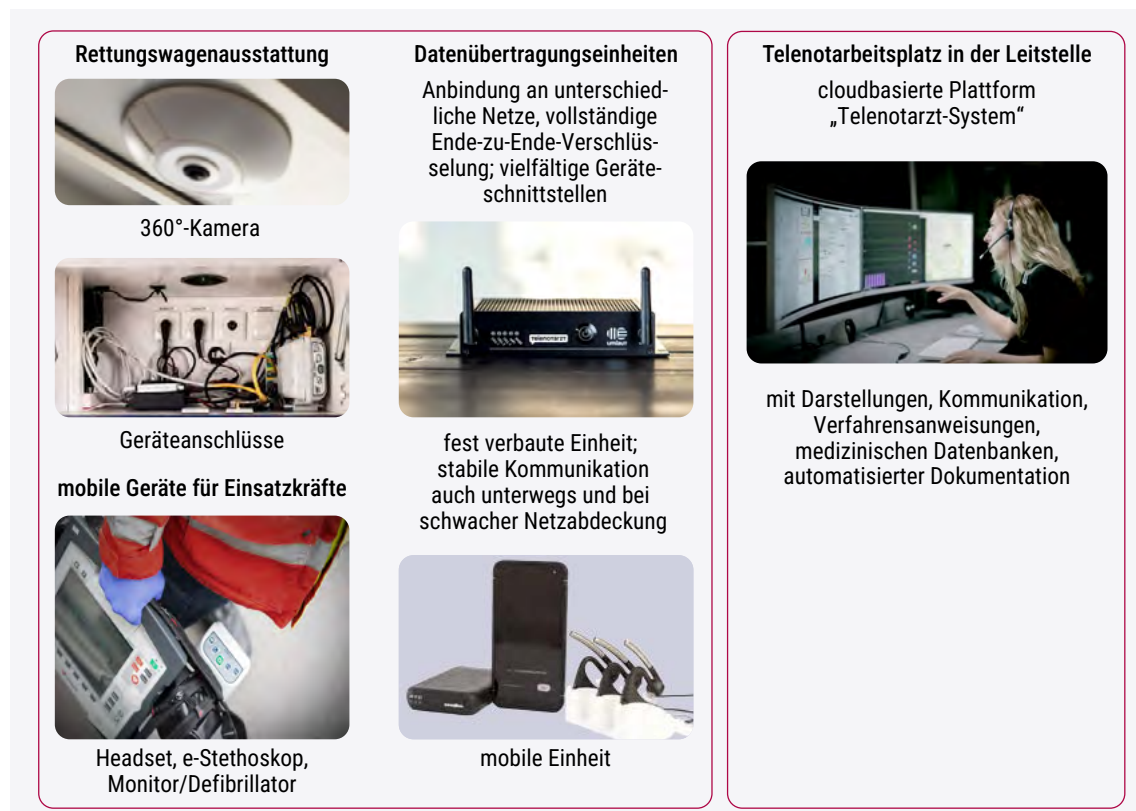 Rettungswagenausstattung
360°-Kamera
Geräteanschlüsse
mobile Geräte für Einsatzkräfte
Headset, e-Stethoskop,
Monitor/Defibrillator
Datenübertragungseinheiten
Anbindung an unterschied-
liche Netze, vollständige
Ende-zu-Ende-Verschlüs-
selung; vielfältige Geräte-
schnittstellen
Telenotarzt
umlaut
fest verbaute Einheit;
stabile Kommunikation
auch unterwegs und bei
schwacher Netzabdeckung
mobile Einheit
Telenotarbeitsplatz in der Leitstelle
cloudbasierte Plattform
„Telenotarzt-System“
mit Darstellungen, Kommunikation,
Verfahrensanweisungen,
medizinischen Datenbanken,
automatisierter Dokumentation